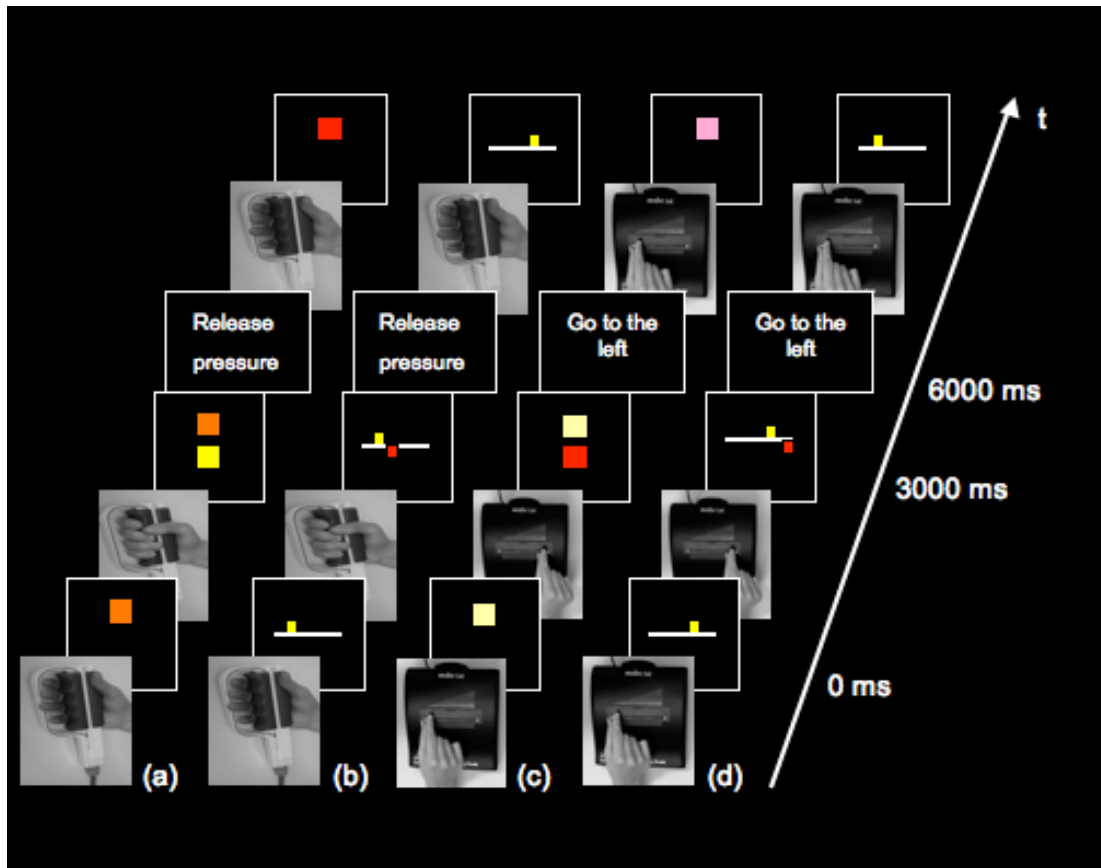 t
Release
pressure
Release
pressure
Go to the
left
Go to the
left
6000 ms
3000 ms
0 ms
(a)
(b)
(c)
(d)